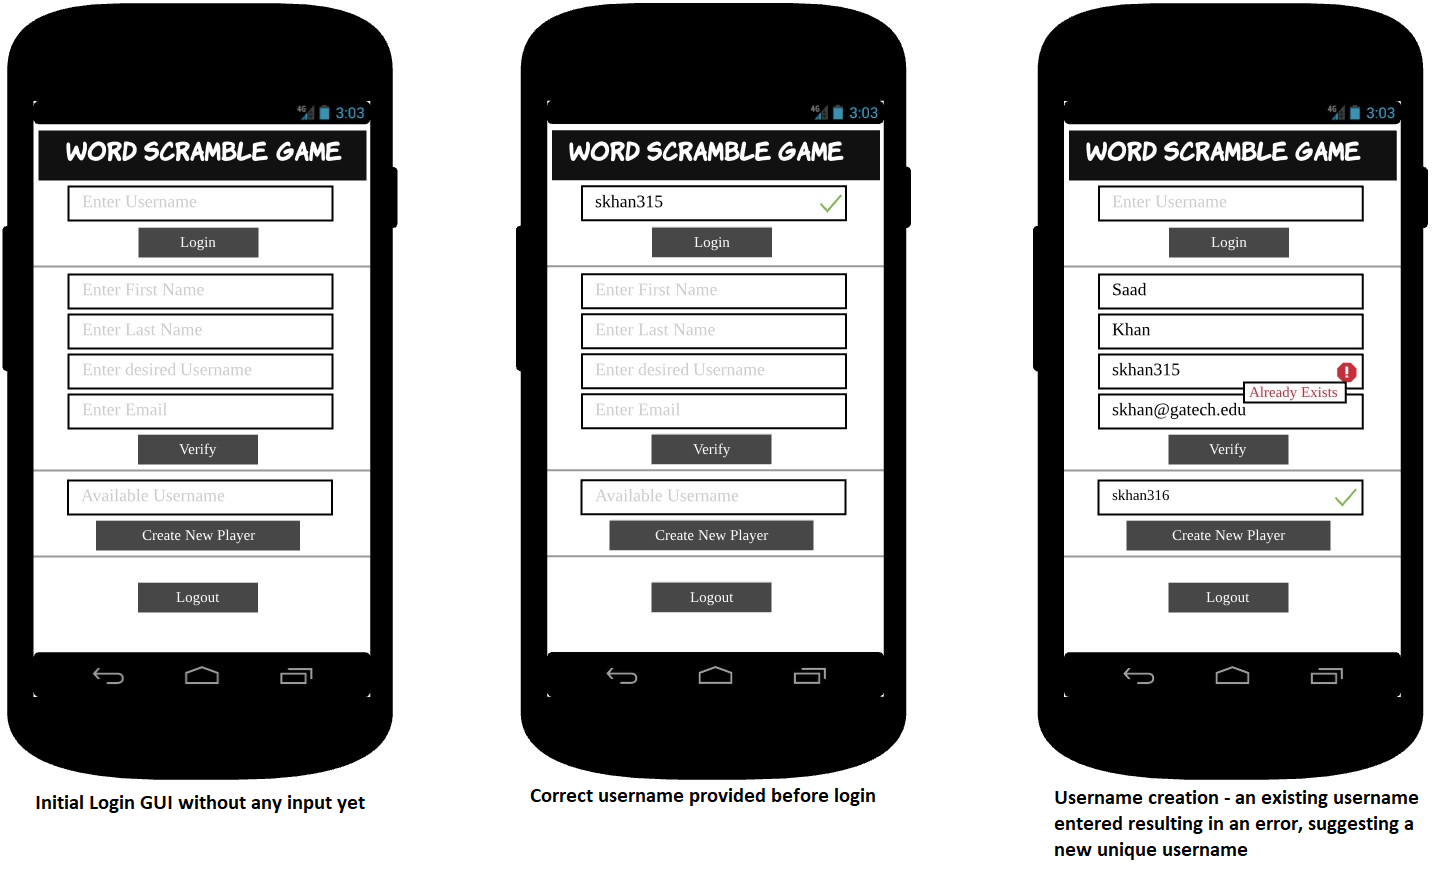 4G 3:03
WORD SCRAMBLE GAME
Enter Username
Login
Enter First Name
Enter Last Name
Enter desired Username
Enter Email
Verify
Available Username
Create New Player
Logout
Initial Login GUI without any input yet
4G 3:03
WORD SCRAMBLE GAME
skhan315
Login
Enter First Name
Enter Last Name
Enter desired Username
Enter Email
Verify
Available Username
Create New Player
Logout
Correct username provided before login
4G 3:03
WORD SCRAMBLE GAME
Enter Username
Login
Saad
Khan
skhan315
Already Exists
skhan@gatech.edu
Verify
skhan316
Create New Player
Logout
Username creation - an existing username
entered resulting in an error, suggesting a
new unique username